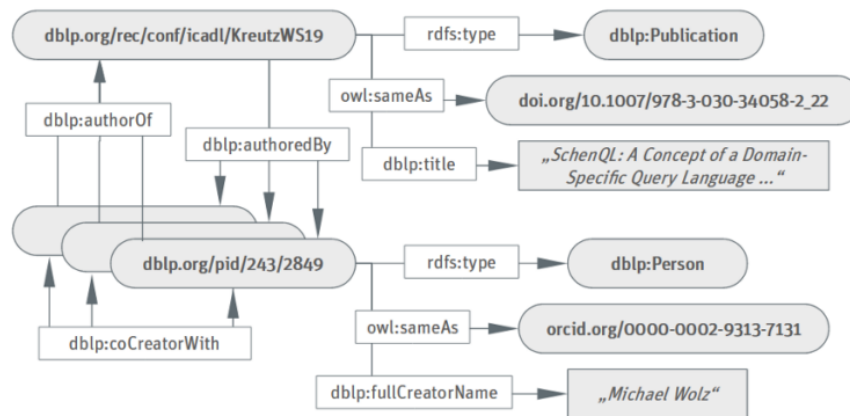 dblp.org/rec/conf/icadl/KreutzWS19
rdfs:type
dblp:Publication
owl:sameAs
doi.org/10.1007/978-3-030-34058-2_22
dblp:authorOf
dblp:authoredBy
dblp:title
„SchenQL: A Concept of a Domain-
Specific Query Language ...“
dblp.org/pid/243/2849
rdfs:type
dblp:Person
owl:sameAs
orcid.org/0000-0002-9313-7131
dblp:coCreatorWith
dblp:fullCreatorName
„Michael Wolz“